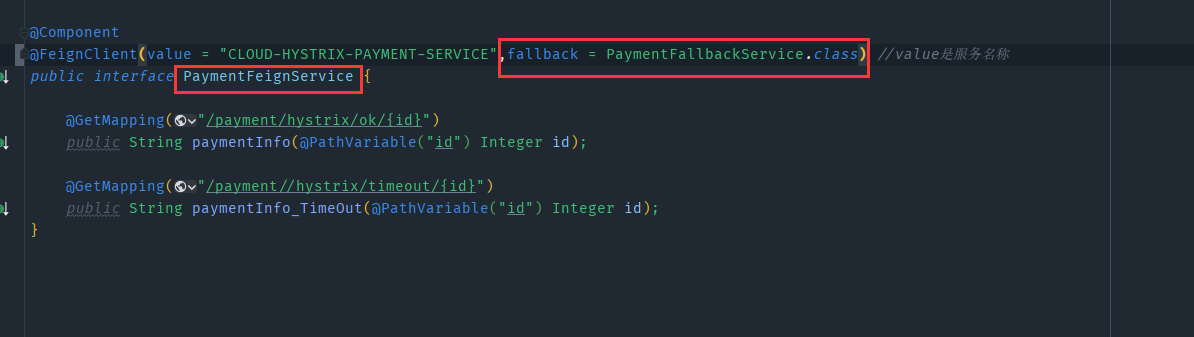 @Component
@FeignClient(value = "CLOUD-HYSTRIX-PAYMENT-SERVICE",fallback = PaymentFallbackService.class) //value是服务名称
public interface PaymentFeignService {
@GetMapping("/payment/hystrix/ok/{id}")
public String paymentInfo(@PathVariable("id") Integer id);
@GetMapping("/payment//hystrix/timeout/{id}")
public String paymentInfo_TimeOut(@PathVariable("id") Integer id);
}